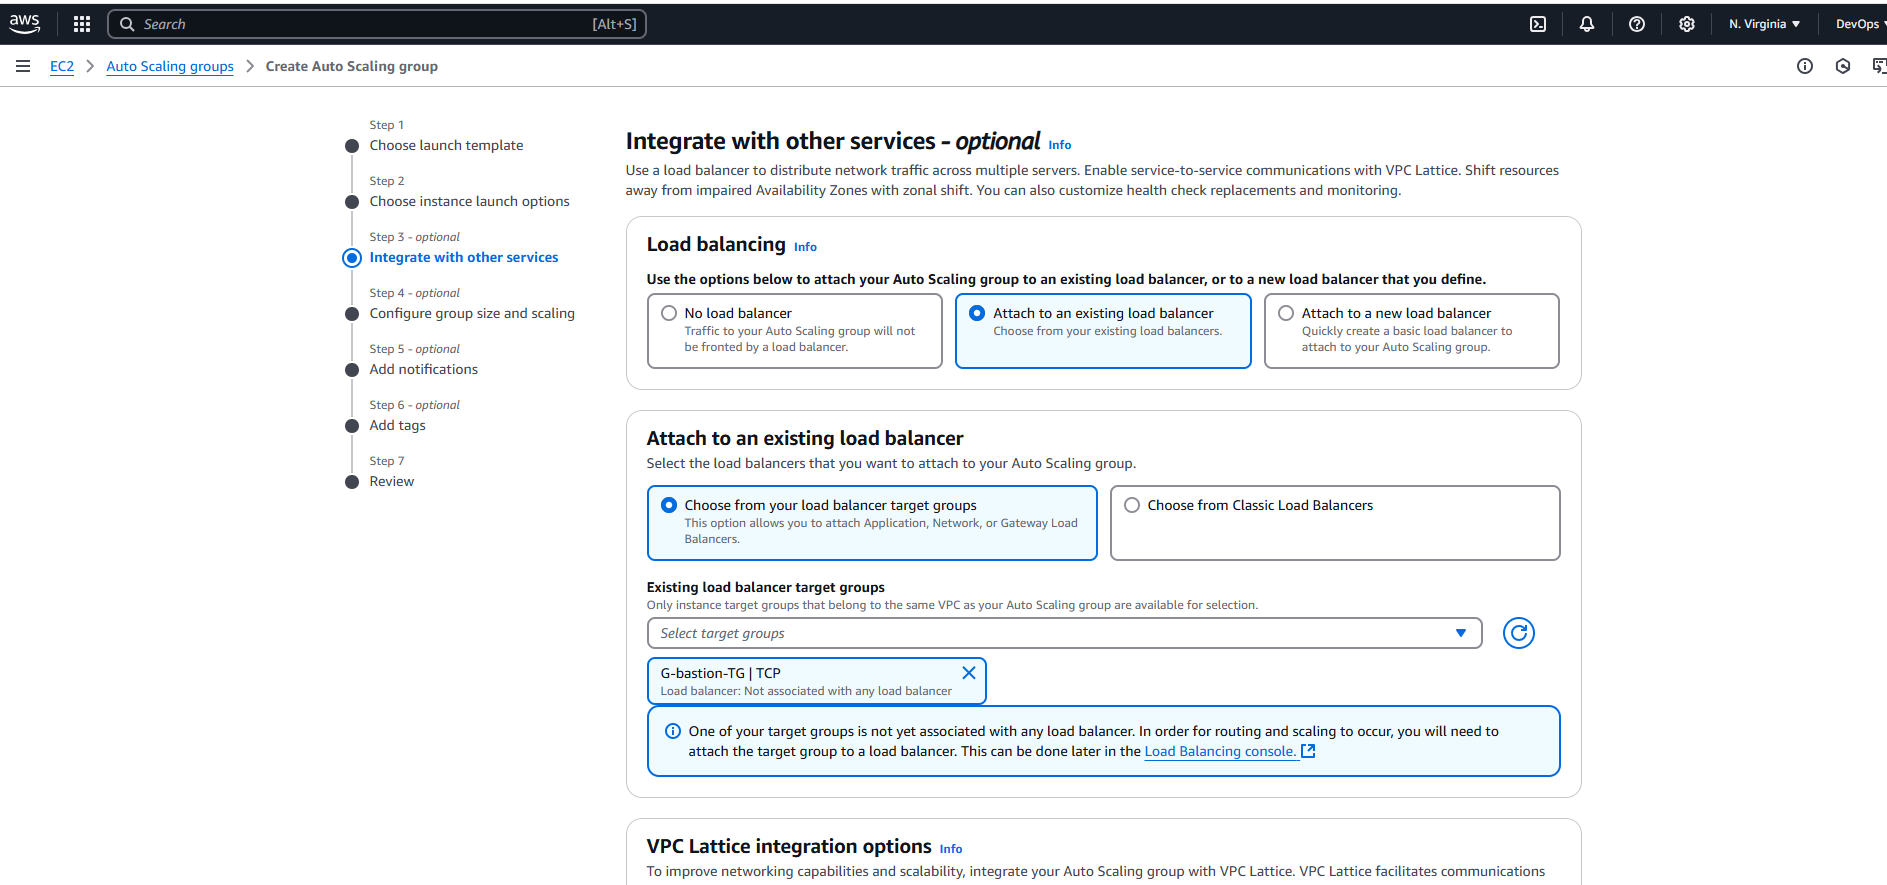 aws
Search [Alt+S]
N. Virginia
DevOps
EC2 Auto Scaling groups Create Auto Scaling group
Step 1
Choose launch template
Step 2
Choose instance launch options
Step 3 - optional
Integrate with other services
Step 4 - optional
Configure group size and scaling
Step 5 - optional
Add notifications
Step 6 - optional
Add tags
Step 7
Review
Integrate with other services - optional Info
Use a load balancer to distribute network traffic across multiple servers. Enable service-to-service communications with VPC Lattice. Shift resources
away from impaired Availability Zones with zonal shift. You can also customize health check replacements and monitoring.
Load balancing Info
Use the options below to attach your Auto Scaling group to an existing load balancer, or to a new load balancer that you define.
No load balancer
Traffic to your Auto Scaling group will not
be fronted by a load balancer.
Attach to an existing load balancer
Choose from your existing load balancers.
Attach to a new load balancer
Quickly create a basic load balancer to
attach to your Auto Scaling group.
Attach to an existing load balancer
Select the load balancers that you want to attach to your Auto Scaling group.
Choose from your load balancer target groups
This option allows you to attach Application, Network, or Gateway Load
Balancers.
Choose from Classic Load Balancers
Existing load balancer target groups
Only instance target groups that belong to the same VPC as your Auto Scaling group are available for selection.
Select target groups
G-bastion-TG | TCP
Load balancer: Not associated with any load balancer
One of your target groups is not yet associated with any load balancer. In order for routing and scaling to occur, you will need to
attach the target group to a load balancer. This can be done later in the Load Balancing console.
VPC Lattice integration options Info
To improve networking capabilities and scalability, integrate your Auto Scaling group with VPC Lattice. VPC Lattice facilitates communications